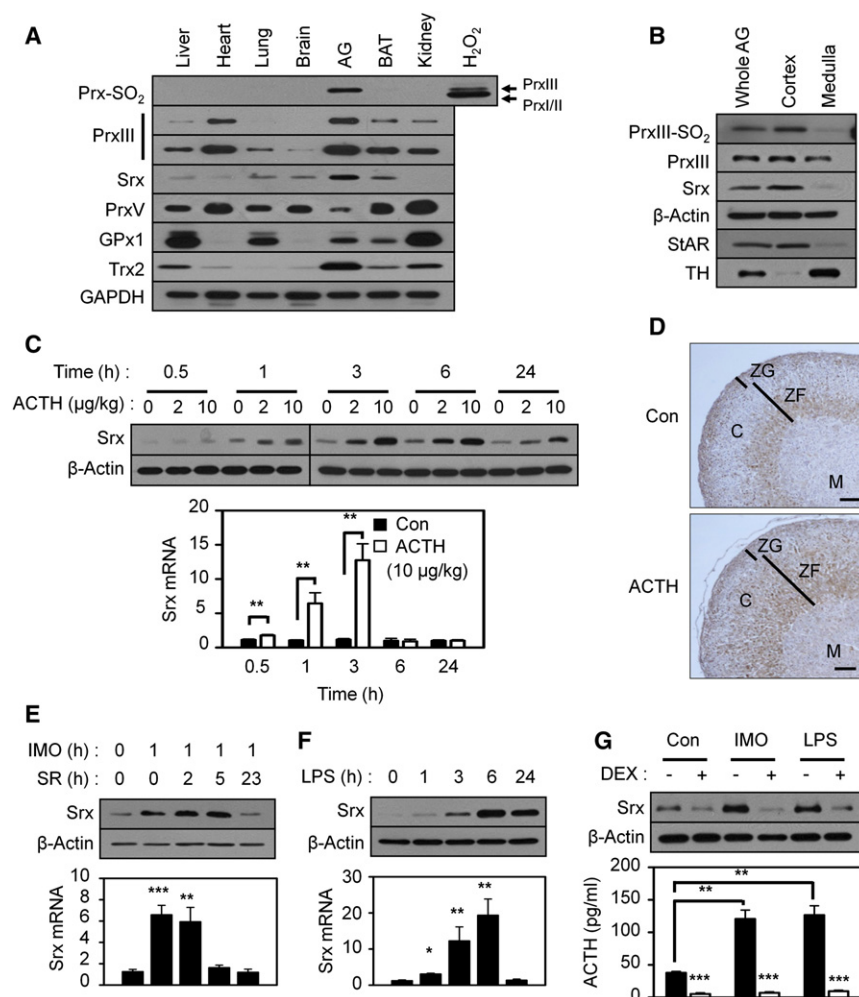 A
Liver Heart Lung Brain AG BAT Kidney H2O2
Prx-SO2
PrxIII
PrxI/II
PrxIII
Srx
PrxV
GPx1
Trx2
GAPDH
B
Whole AG Cortex Medulla
PrxIII-SO2
PrxIII
Srx
β-Actin
StAR
TH
C
Time (h) : 0.5 1 3 6 24
ACTH (µg/kg) 0 2 10 0 2 10 0 2 10 0 2 10 0 2 10
Srx
β-Actin
20
15
10
5
0
Srx mRNA
** ** **
Con
ACTH
(10 µg/kg)
0.5 1 3 6 24
Time (h)
D
Con
ZG
ZF
C
M
ACTH
ZG
ZF
C
M
E
IMO (h) : 0 1 1 1 1
SR (h) : 0 0 2 5 23
Srx
β-Actin
8
6
4
2
0
Srx mRNA
*** **
F
LPS (h) : 0 1 3 6 24
Srx
β-Actin
30
20
10
0
Srx mRNA
* ** **
G
Con IMO LPS
DEX : - + - + - +
Srx
β-Actin
200
150
100
50
0
ACTH (pg/ml)
**
**
*** *** ***